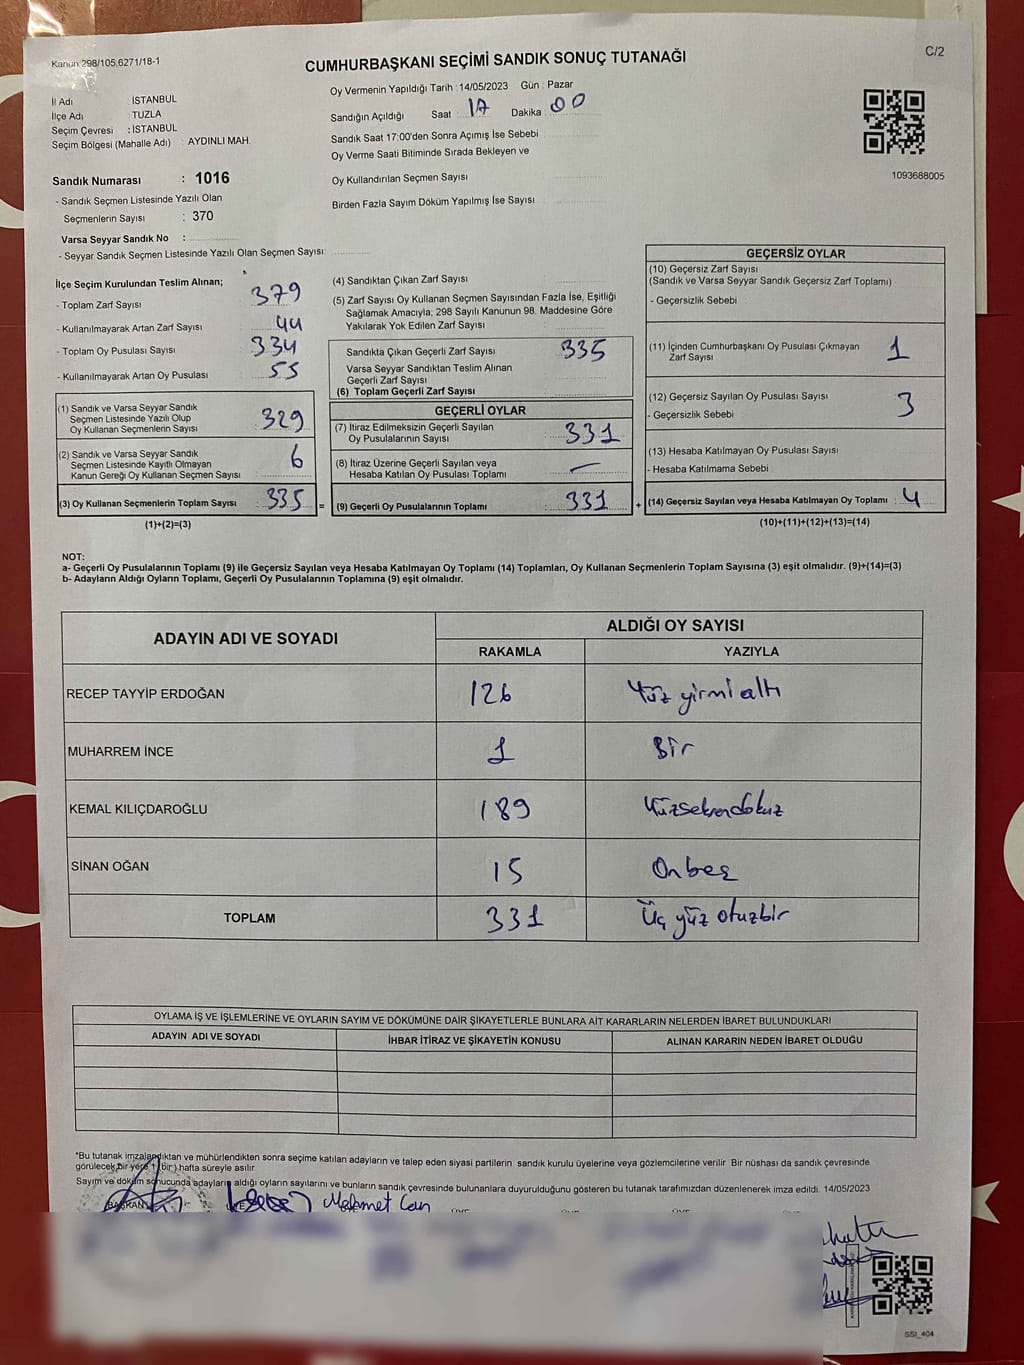 Kanun 298/105,6271/18-1
C/2
CUMHURBAŞKANI SEÇİMİ SANDIK SONUÇ TUTANAĞI
İl Adı : İSTANBUL
İlçe Adı TUZLA
Seçim Çevresi : İSTANBUL
Seçim Bölgesi (Mahalle Adı) : AYDINLI MAH.
Oy Vermenin Yapıldığı Tarih : 14/05/2023 Gün : Pazar
Sandığın Açıldığı Saat 17 Dakika 00
Sandık Saat 17:00'den Sonra Açımış İse Sebebi
Oy Verme Saati Bitiminde Sırada Bekleyen ve
Oy Kullandırılan Seçmen Sayısı
Birden Fazla Sayım Döküm Yapılmış İse Sayısı
1093688005
Sandık Numarası : 1016
- Sandık Seçmen Listesinde Yazılı Olan
Seçmenlerin Sayısı : 370
Varsa Seyyar Sandık No :
- Seyyar Sandık Seçmen Listesinde Yazılı Olan Seçmen Sayısı
İlçe Seçim Kurulundan Teslim Alınan;
- Toplam Zarf Sayısı 379
- Kullanılmayarak Artan Zarf Sayısı 44
- Toplam Oy Pusulası Sayısı 334
- Kullanılmayarak Artan Oy Pusulası 55
(1) Sandık ve Varsa Seyyar Sandık
Seçmen Listesinde Yazılı Olup
Oy Kullanan Seçmenlerin Sayısı 329
(2) Sandık ve Varsa Seyyar Sandık
Seçmen Listesinde Kayıtlı Olmayan
Kanun Gereği Oy Kullanan Seçmen Sayısı 6
(3) Oy Kullanan Seçmenlerin Toplam Sayısı : 335 =
(1)+(2)=(3)
(4) Sandıktan Çıkan Zarf Sayısı
(5) Zarf Sayısı Oy Kullanan Seçmen Sayısından Fazla İse, Eşitliği
Sağlamak Amacıyla; 298 Sayılı Kanunun 98. Maddesine Göre
Yakılarak Yok Edilen Zarf Sayısı
Sandıkta Çıkan Geçerli Zarf Sayısı 335
Varsa Seyyar Sandıktan Teslim Alınan
Geçerli Zarf Sayısı
(6) Toplam Geçerli Zarf Sayısı
GEÇERLİ OYLAR
(7) İtiraz Edilmeksizin Geçerli Sayılan
Oy Pusulalarının Sayısı : 331
(8) İtiraz Üzerine Geçerli Sayılan veya
Hesaba Katılan Oy Pusulası Toplamı : —
(9) Geçerli Oy Pusulalarının Toplamı : 331 +
GEÇERSİZ OYLAR
(10) Geçersiz Zarf Sayısı
(Sandık ve Varsa Seyyar Sandık Geçersiz Zarf Toplamı)
- Geçersizlik Sebebi
(11) İçinden Cumhurbaşkanı Oy Pusulası Çıkmayan
Zarf Sayısı 1
(12) Geçersiz Sayılan Oy Pusulası Sayısı 3
- Geçersizlik Sebebi
(13) Hesaba Katılmayan Oy Pusulası Sayısı
- Hesaba Katılmama Sebebi
(14) Geçersiz Sayılan veya Hesaba Katılmayan Oy Toplamı : 4
(10)+(11)+(12)+(13)=(14)
NOT:
a- Geçerli Oy Pusulalarının Toplamı (9) ile Geçersiz Sayılan veya Hesaba Katılmayan Oy Toplamı (14) Toplamları, Oy Kullanan Seçmenlerin Toplam Sayısına (3) eşit olmalıdır. (9)+(14)=(3)
b- Adayların Aldığı Oyların Toplamı, Geçerli Oy Pusulalarının Toplamına (9) eşit olmalıdır.
ADAYIN ADI VE SOYADI ALDIĞI OY SAYISI
RAKAMLA YAZIYLA
RECEP TAYYİP ERDOĞAN 126 Yüz yirmi altı
MUHARREM İNCE 1 Bir
KEMAL KILIÇDAROĞLU 189 Yüzseksendokuz
SİNAN OĞAN 15 Onbeş
TOPLAM 331 Üç yüz otuzbir
OYLAMA İŞ VE İŞLEMLERİNE VE OYLARIN SAYIM VE DÖKÜMÜNE DAİR ŞİKAYETLERLE BUNLARA AİT KARARLARIN NELERDEN İBARET BULUNDUKLARI
ADAYIN ADI VE SOYADI İHBAR İTİRAZ VE ŞİKAYETİN KONUSU ALINAN KARARIN NEDEN İBARET OLDUĞU
*Bu tutanak imzalandıktan ve mühürlendikten sonra seçime katılan adayların ve talep eden siyasi partilerin sandık kurulu üyelerine veya gözlemcilerine verilir. Bir nüshası da sandık çevresinde
görülecek bir yere 1 (bir) hafta süreyle asılır.
Sayım ve döküm sonucunda adayların aldığı oyların sayılarını ve bunların sandık çevresinde bulunanlara duyurulduğunu gösteren bu tutanak tarafımızdan düzenlenerek imza edildi. 14/05/2023
BAŞKAN Mehmet Can
SSI_404